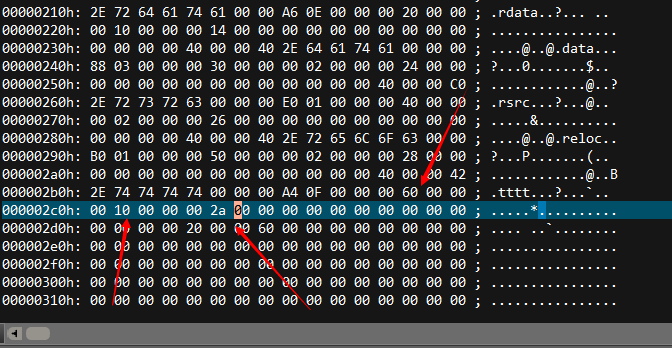 00000210h: 2E 72 64 61 74 61 00 00 A6 0E 00 00 00 20 00 00 ; .rdata..?... ..
00000220h: 00 10 00 00 00 14 00 00 00 00 00 00 00 00 00 00 ; ................
00000230h: 00 00 00 00 40 00 00 40 2E 64 61 74 61 00 00 00 ; ....@..@.data...
00000240h: 88 03 00 00 00 30 00 00 00 02 00 00 00 24 00 00 ; ?...0.......$..
00000250h: 00 00 00 00 00 00 00 00 00 00 00 00 40 00 00 C0 ; ............@..?
00000260h: 2E 72 73 72 63 00 00 00 E0 01 00 00 00 40 00 00 ; .rsrc...?...@..
00000270h: 00 02 00 00 00 26 00 00 00 00 00 00 00 00 00 00 ; .....&..........
00000280h: 00 00 00 00 40 00 00 40 2E 72 65 6C 6F 63 00 00 ; ....@..@.reloc..
00000290h: B0 01 00 00 00 50 00 00 00 02 00 00 00 28 00 00 ; ?...P.......(..
000002a0h: 00 00 00 00 00 00 00 00 00 00 00 00 40 00 00 42 ; ............@..B
000002b0h: 2E 74 74 74 74 00 00 00 A4 0F 00 00 00 60 00 00 ; .tttt...?...`..
000002c0h: 00 10 00 00 00 2a 00 00 00 00 00 00 00 00 00 00 ; .....*..........
000002d0h: 00 00 00 00 20 00 00 60 00 00 00 00 00 00 00 00 ; .... ..`........
000002e0h: 00 00 00 00 00 00 00 00 00 00 00 00 00 00 00 00 ; ................
000002f0h: 00 00 00 00 00 00 00 00 00 00 00 00 00 00 00 00 ; ................
00000300h: 00 00 00 00 00 00 00 00 00 00 00 00 00 00 00 00 ; ................
00000310h: 00 00 00 00 00 00 00 00 00 00 00 00 00 00 00 00 ; ................